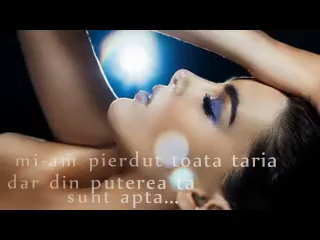 mi-am pierdut toata taria
dar din puterea ta
sunt apta...